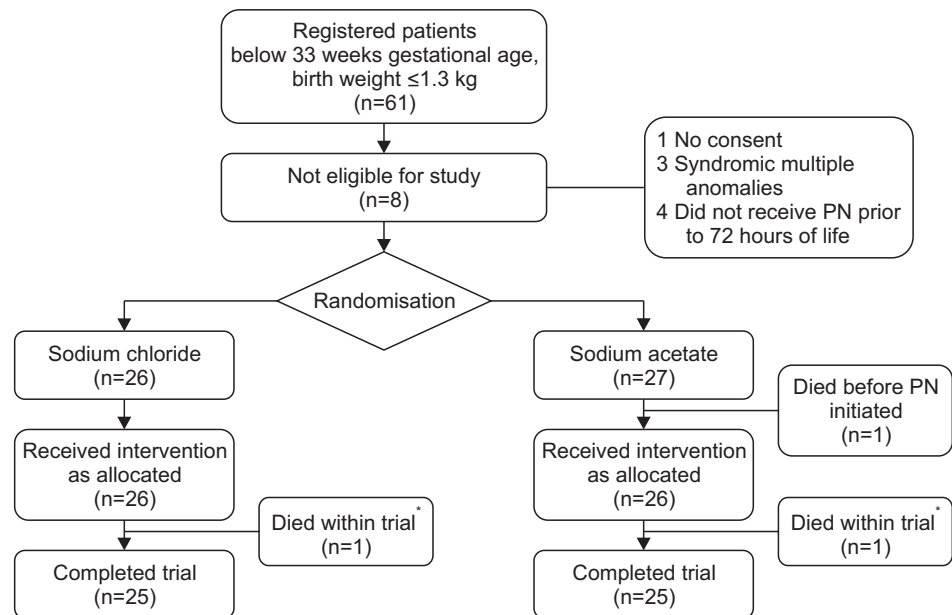 Registered patients
below 33 weeks gestational age,
birth weight ≤1.3 kg
(n=61)
Not eligible for study
(n=8)
1 No consent
3 Syndromic multiple
anomalies
4 Did not receive PN prior
to 72 hours of life
Randomisation
Sodium chloride
(n=26)
Sodium acetate
(n=27)
Died before PN
initiated
(n=1)
Received intervention
as allocated
(n=26)
Received intervention
as allocated
(n=26)
Died within trial*
(n=1)
Died within trial*
(n=1)
Completed trial
(n=25)
Completed trial
(n=25)